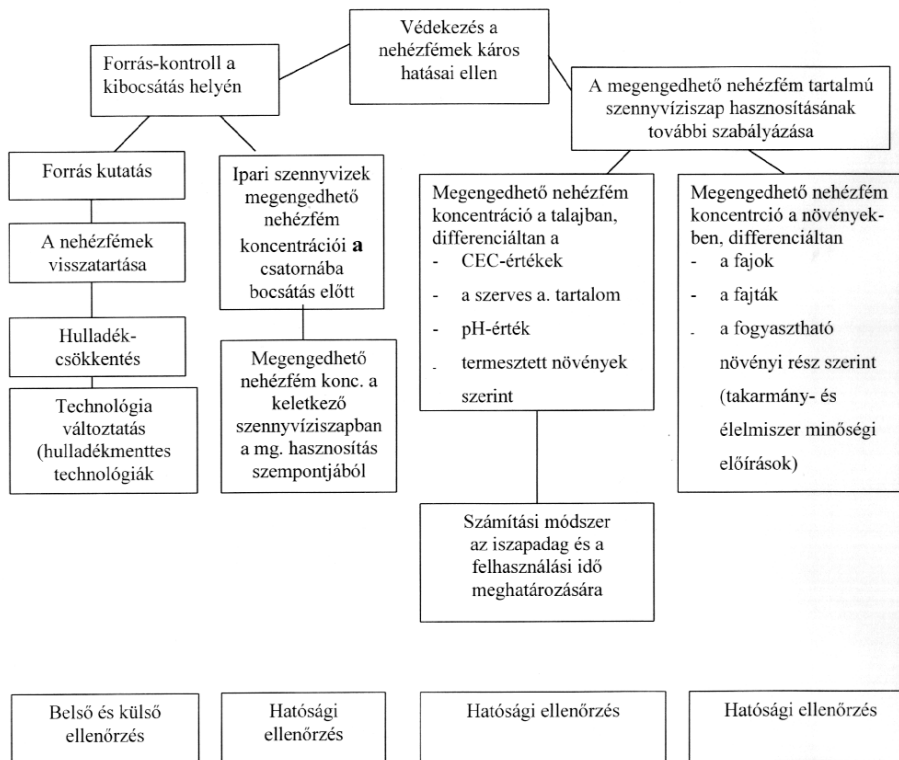 Védekezés a
nehézfémek káros
hatásai ellen
Forrás-kontroll a
kibocsátás helyén
A megengedhető nehézfém tartalmú
szennyvíziszap hasznosításának
további szabályázása
Forrás kutatás
A nehézfémek
visszatartása
Hulladék-
csökkentés
Technológia
változtatás
(hulladékmenttes
technológiák
Ipari szennyvizek
megengedhető
nehézfém
koncentrációi a
csatornába
bocsátás előtt
Megengedhető
nehézfém konc. a
keletkező
szennyvíziszapban
a mg. hasznosítás
szempontjából
Megengedhető nehézfém
koncentráció a talajban,
differenciáltan a
- CEC-értékek
- a szerves a. tartalom
- pH-érték
- termesztett növények
szerint
Számítási módszer
az iszapadag és a
felhasználási idő
meghatározására
Megengedhető nehézfém
koncentrció a növények-
ben, differenciáltan
- a fajok
- a fajták
- a fogyasztható
növényi rész szerint
(takarmány- és
élelmiszer minőségi
előírások)
Belső és külső
ellenőrzés
Hatósági
ellenőrzés
Hatósági ellenőrzés
Hatósági ellenőrzés